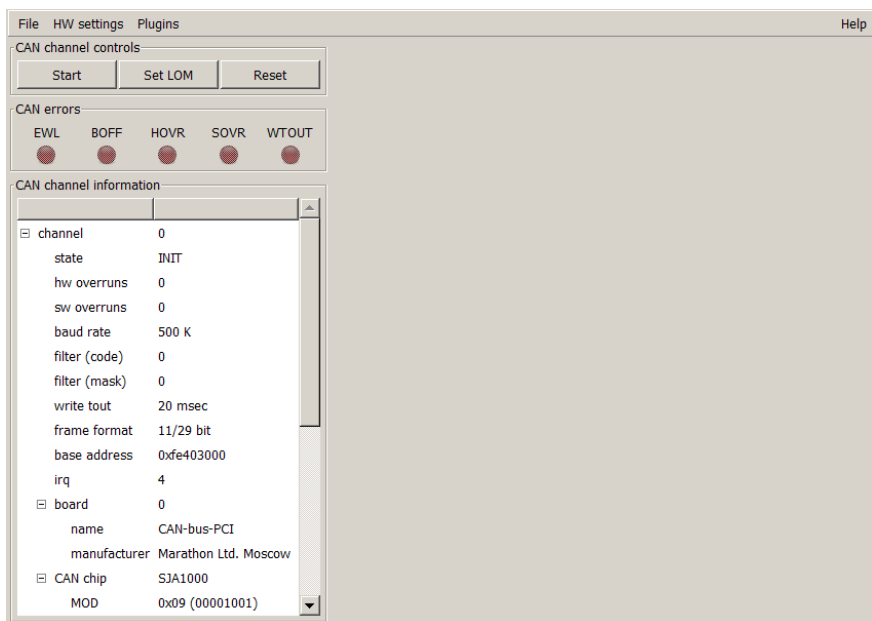 File HW settings Plugins Help
CAN channel controls
Start Set LOM Reset
CAN errors
EWL BOFF HOVR SOVR WTOUT
CAN channel information
channel 0
state INIT
hw overruns 0
sw overruns 0
baud rate 500 K
filter (code) 0
filter (mask) 0
write tout 20 msec
frame format 11/29 bit
base address 0xfe403000
irq 4
board 0
name CAN-bus-PCI
manufacturer Marathon Ltd. Moscow
CAN chip SJA1000
MOD 0x09 (00001001)